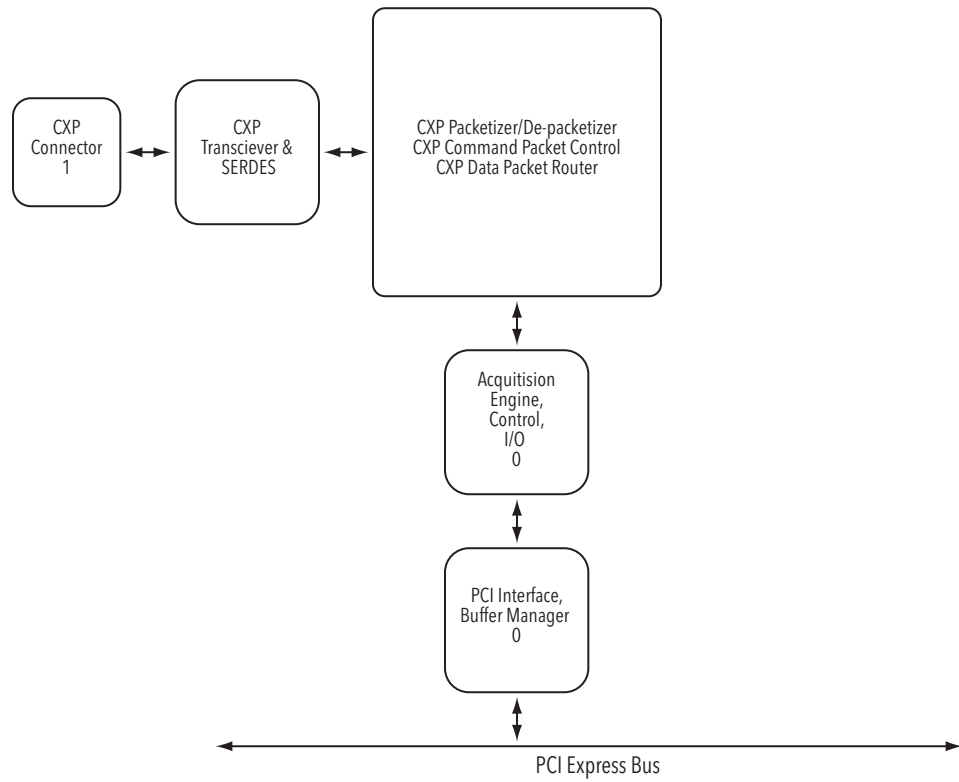 CXP
Connector
1
CXP
Transciever &
SERDES
CXP Packetizer/De-packetizer
CXP Command Packet Control
CXP Data Packet Router
Acquitision
Engine,
Control,
I/O
0
PCI Interface,
Buffer Manager
0
PCI Express Bus